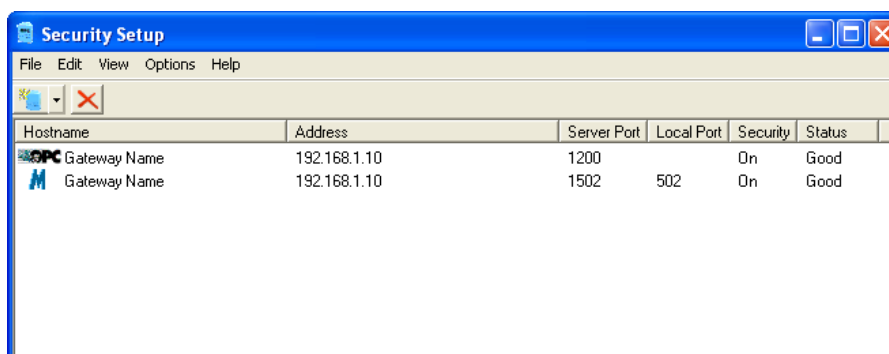 Security Setup
File Edit View Options Help
Hostname Address Server Port Local Port Security Status
OPC Gateway Name 192.168.1.10 1200 On Good
M Gateway Name 192.168.1.10 1502 502 On Good